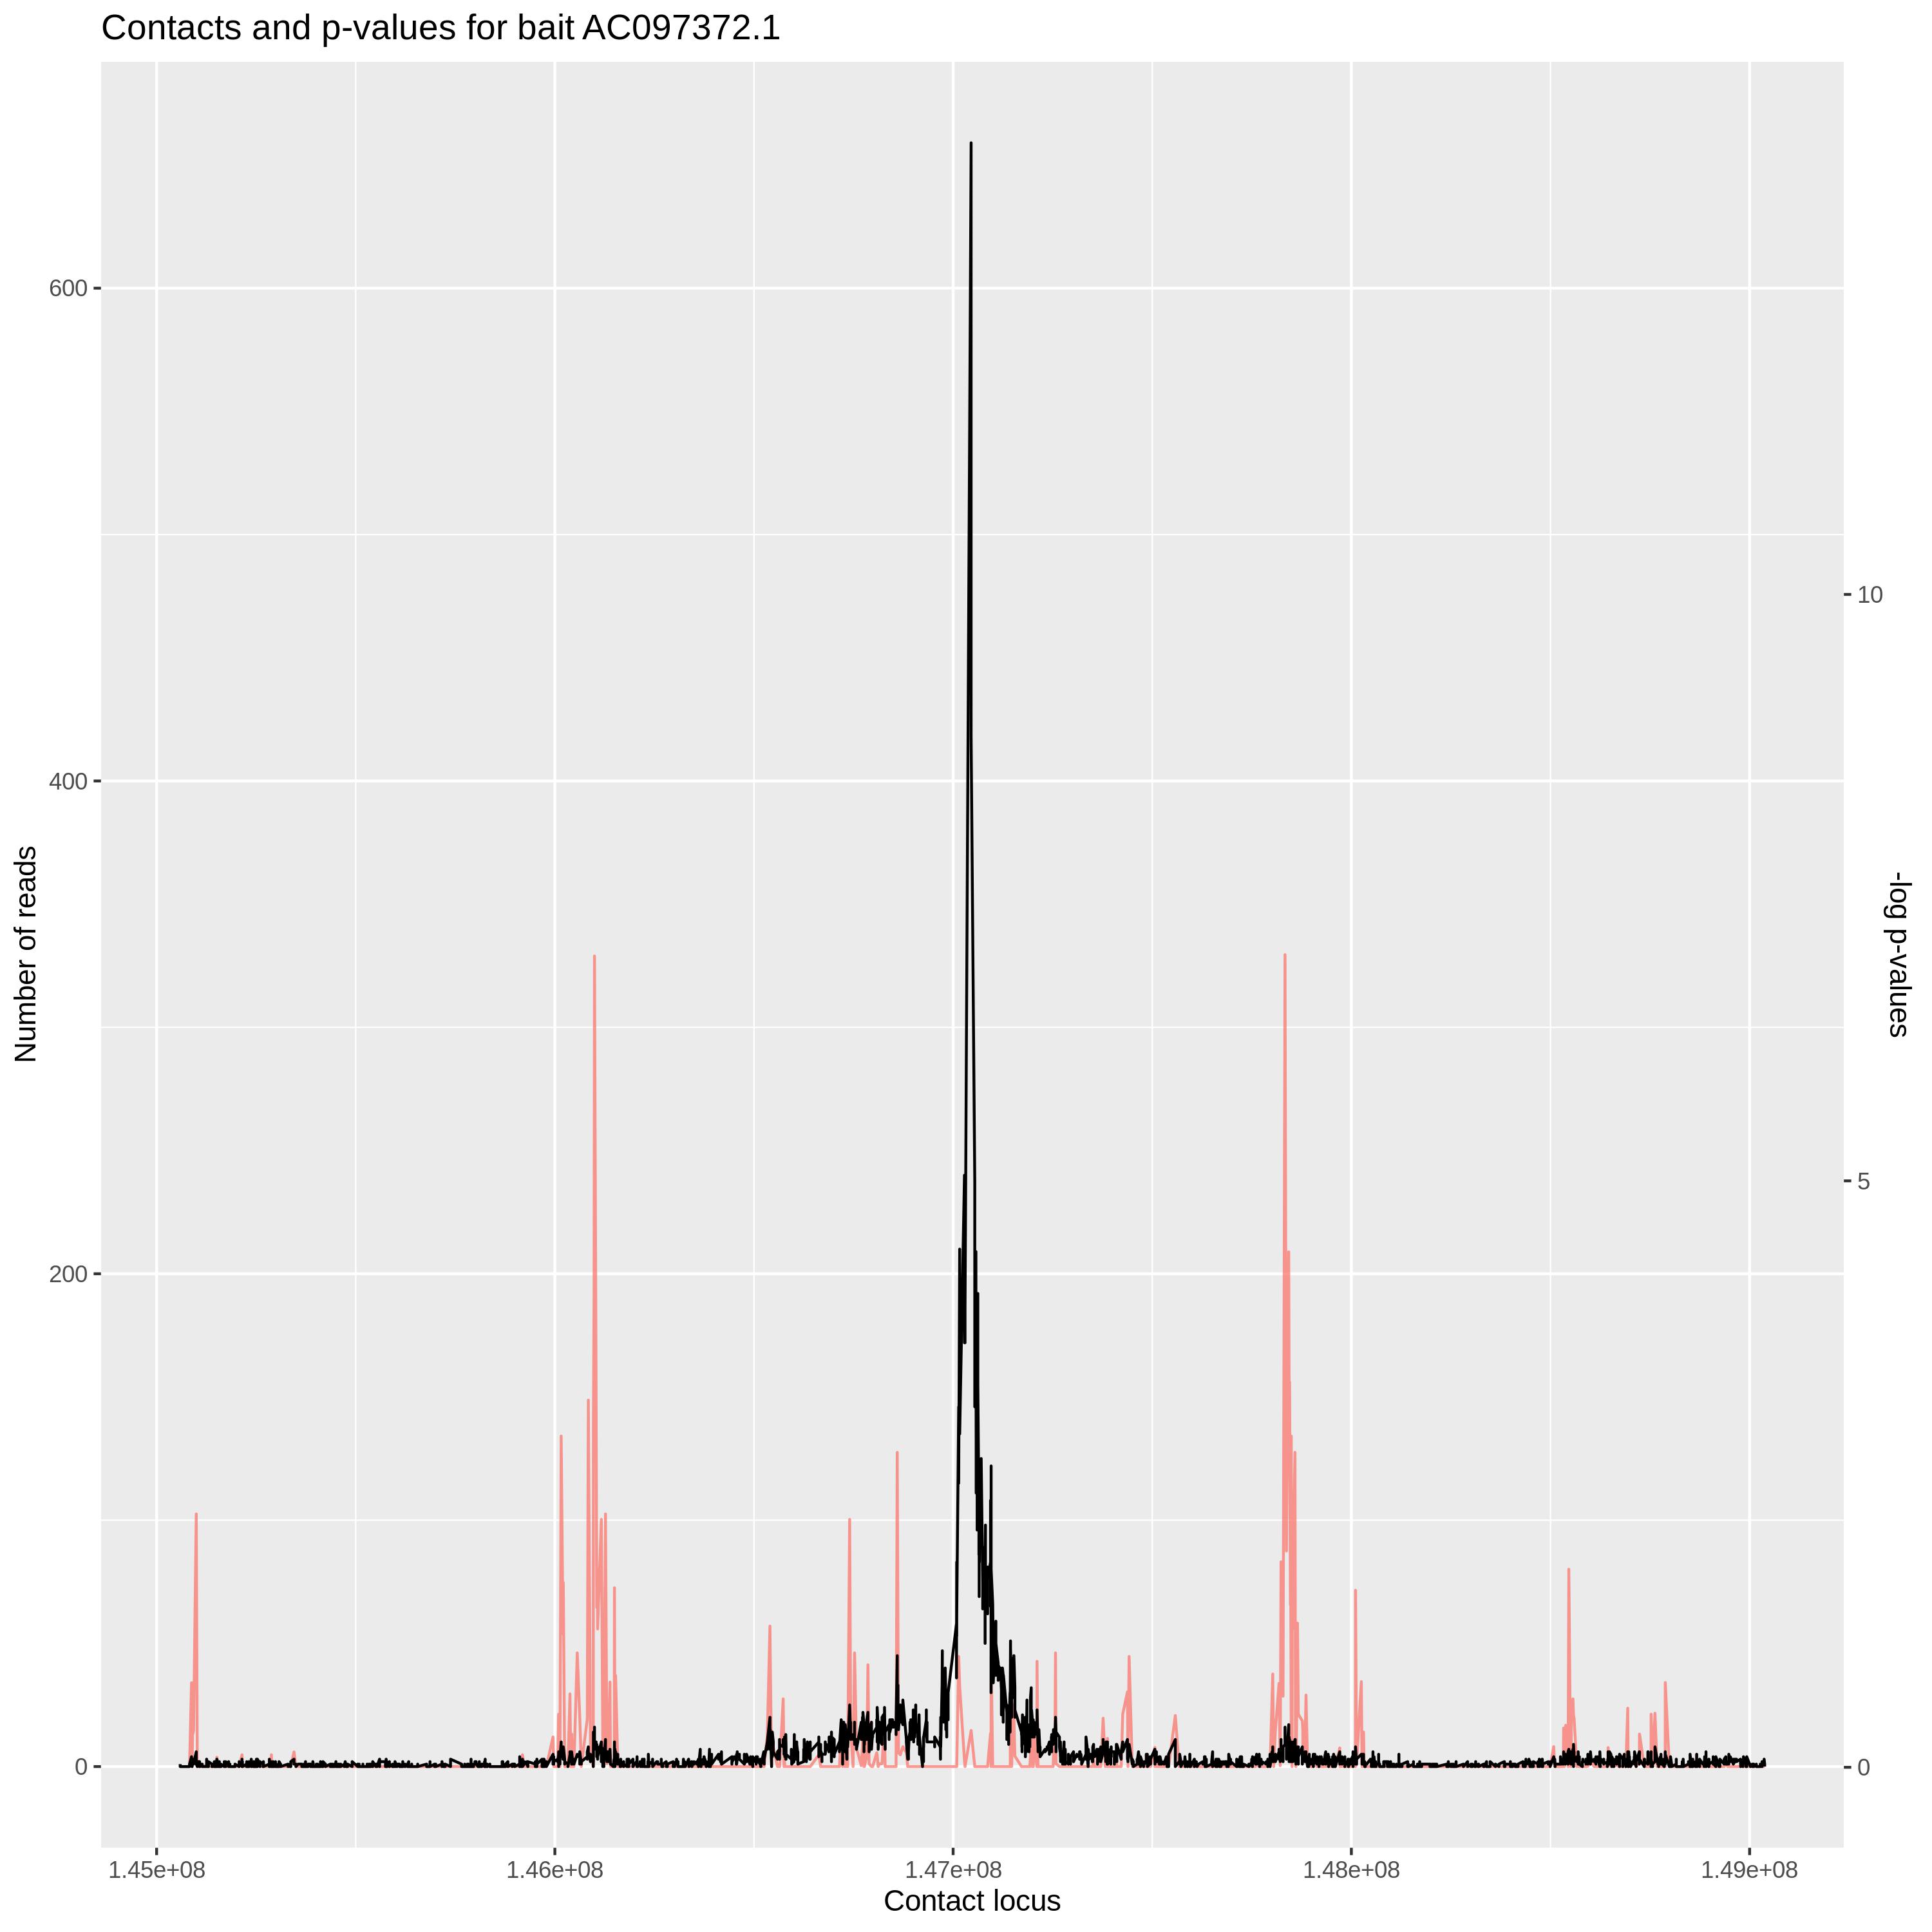 Contacts and p-values for bait AC097372.1
600
400
200
0
Number of reads
10
5
0
-log p-values
1.45e+08 1.46e+08 1.47e+08 1.48e+08 1.49e+08
Contact locus